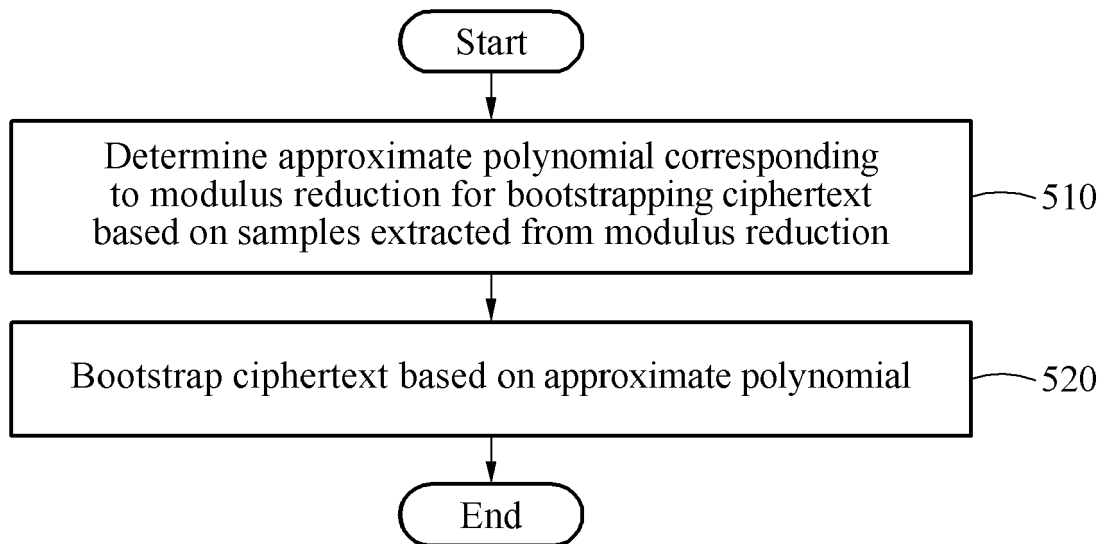 Start
Determine approximate polynomial corresponding
to modulus reduction for bootstrapping ciphertext
based on samples extracted from modulus reduction
510
Bootstrap ciphertext based on approximate polynomial
520
End